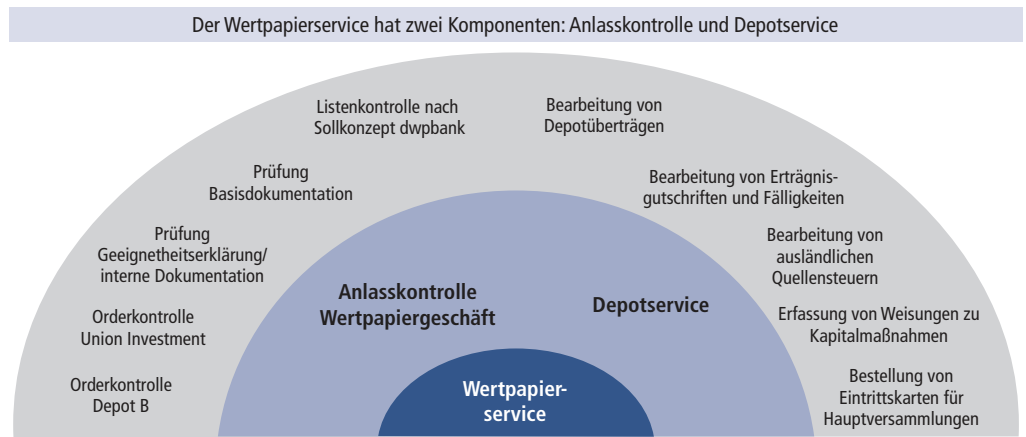 Der Wertpapierservice hat zwei Komponenten: Anlasskontrolle und Depotservice
Listenkontrolle nach
Sollkonzept dwpbank
Bearbeitung von
Depotüberträgen
Prüfung
Basisdokumentation
Bearbeitung von Erträgnis-
gutschriften und Fälligkeiten
Prüfung
Geeignetheitserklärung/
interne Dokumentation
Bearbeitung von
ausländlichen
Quellensteuern
Anlasskontrolle
Wertpapiergeschäft
Depotservice
Orderkontrolle
Union Investment
Erfassung von Weisungen zu
Kapitalmaßnahmen
Orderkontrolle
Depot B
Wertpapier-
service
Bestellung von
Eintrittskarten für
Hauptversammlungen